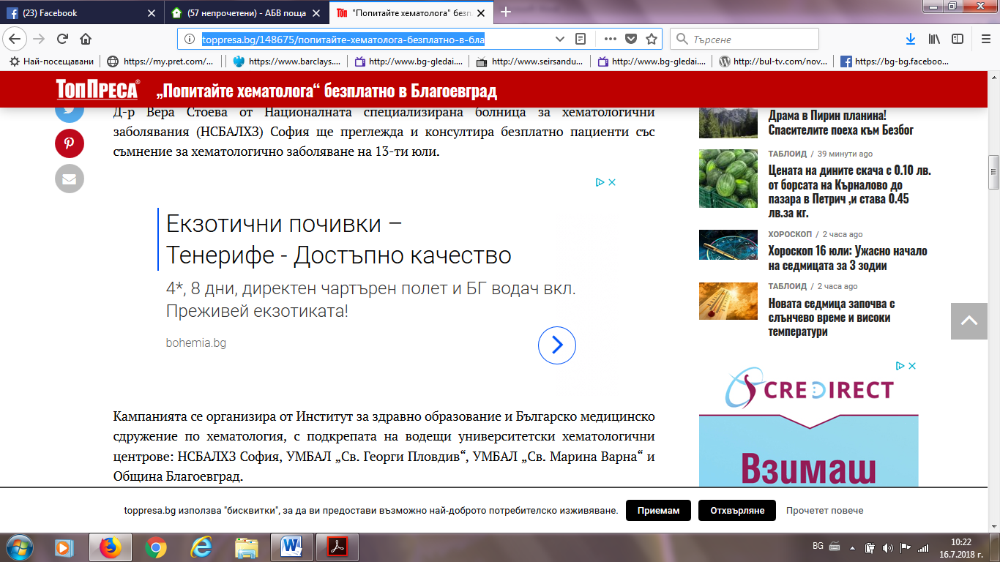 (23) Facebook
(57 непрочетени) - АБВ поща
Топ "Попитайте хематолога" безп
toppresa.bg/148675/попитайте-хематолога-безплатно-в-бла
Търсене
Най-посещавани
https://my.pret.com/...
https://www.barclays....
http://www.bg-gledai....
http://www.seirsandu...
http://www.bg-gledai....
http://bul-tv.com/nov...
https://bg-bg.faceboo...
ТопПреса®
„Попитайте хематолога“ безплатно в Благоевград
Д-р Вера Стоева от Националната специализирана болница за хематологични
заболявания (НСБАЛХЗ) София ще преглежда и консултира безплатно пациенти със
съмнение за хематологично заболяване на 13-ти юли.
Екзотични почивки –
Тенерифе - Достъпно качество
4*, 8 дни, директен чартърен полет и БГ водач вкл.
Преживей екзотиката!
bohemia.bg
Кампанията се организира от Институт за здравно образование и Българско медицинско
сдружение по хематология, с подкрепата на водещи университетски хематологични
центрове: НСБАЛХЗ София, УМБАЛ „Св. Георги Пловдив“, УМБАЛ „Св. Марина Варна“ и
Община Благоевград.
Драма в Пирин планина!
Спасителите поеха към Безбог
ТАБЛОИД / 39 минути ago
Цената на дините скача с 0.10 лв.
от борсата на Кърналово до
пазара в Петрич ,и става 0.45
лв.за кг.
ХОРОСКОП / 2 часа ago
Хороскоп 16 юли: Ужасно начало
на седмицата за 3 зодии
ТАБЛОИД / 2 часа ago
Новата седмица започва с
слънчево време и високи
температури
CREDIRECT
Взимаш
toppresa.bg използва "бисквитки", за да ви предостави възможно най-доброто потребителско изживяване.
Приемам
Отхвърляне
Прочетет повече
BG
10:22
16.7.2018 г.